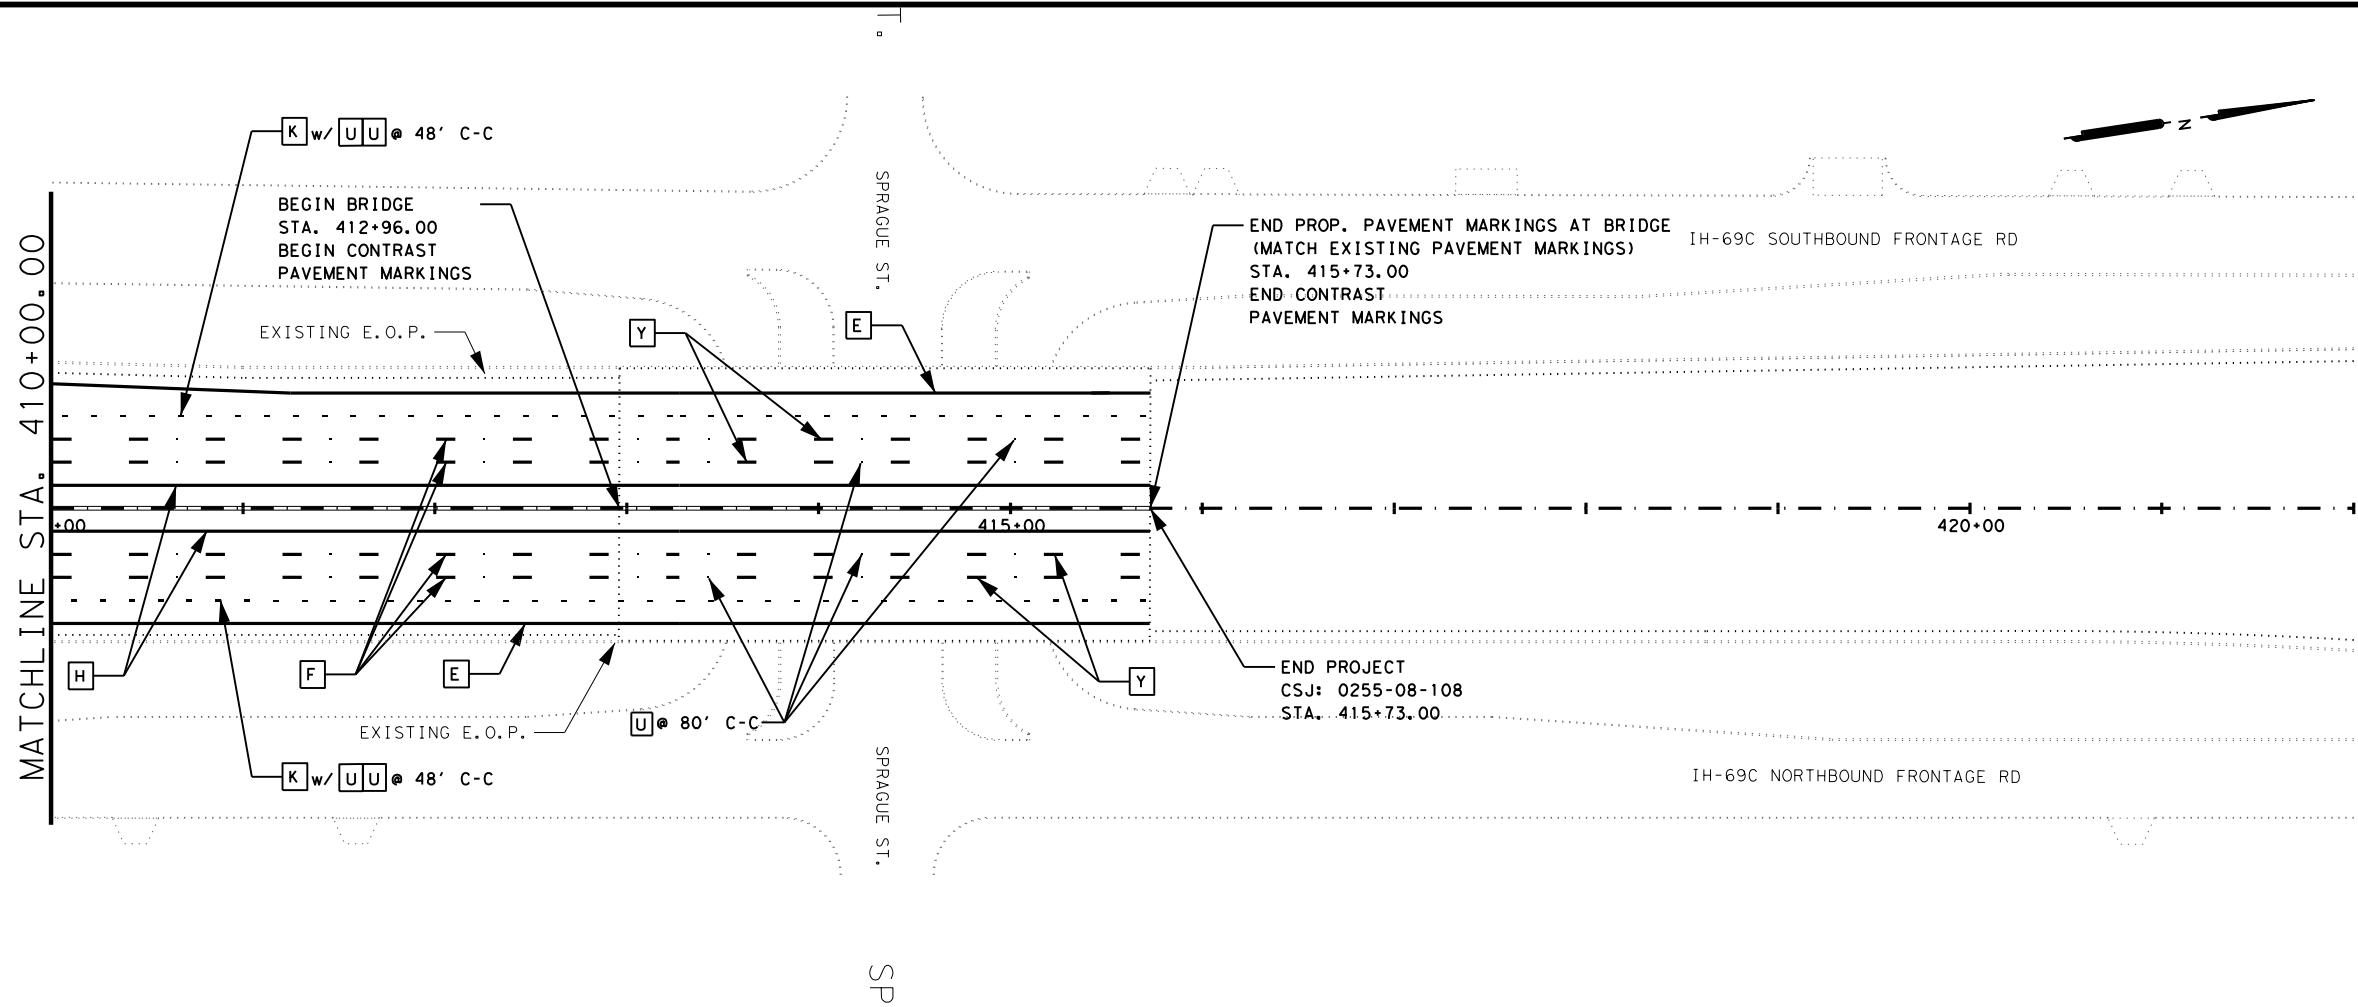 T.
K w/ U U @ 48' C-C
BEGIN BRIDGE
STA. 412+96.00
BEGIN CONTRAST
PAVEMENT MARKINGS
SPRAGUE ST.
N
END PROP. PAVEMENT MARKINGS AT BRIDGE
(MATCH EXISTING PAVEMENT MARKINGS)
STA. 415+73.00
END CONTRAST
PAVEMENT MARKINGS
IH-69C SOUTHBOUND FRONTAGE RD
EXISTING E.O.P.
Y
E
MATCHLINE STA. 410+00.00
+00
415+00
420+00
H
F
E
Y
END PROJECT
CSJ: 0255-08-108
STA. 415+73.00
U @ 80' C-C
EXISTING E.O.P.
K w/ U U @ 48' C-C
SPRAGUE ST.
IH-69C NORTHBOUND FRONTAGE RD
SP